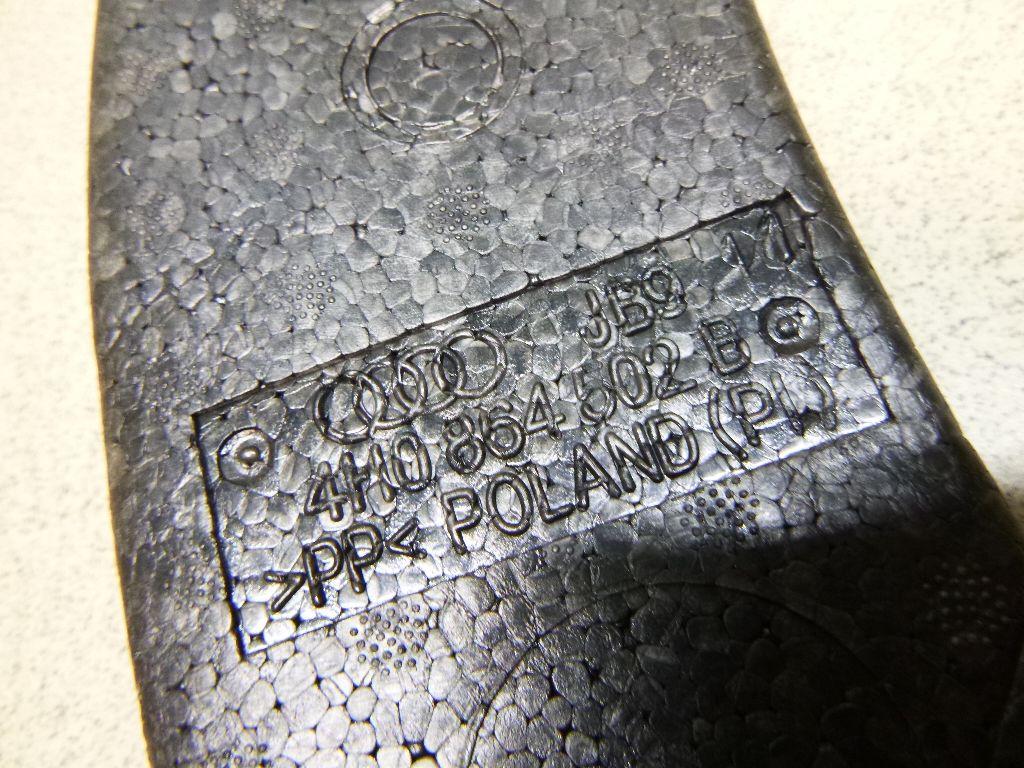 JB9
4H0 864 502 B
>PP< POLAND (PL)